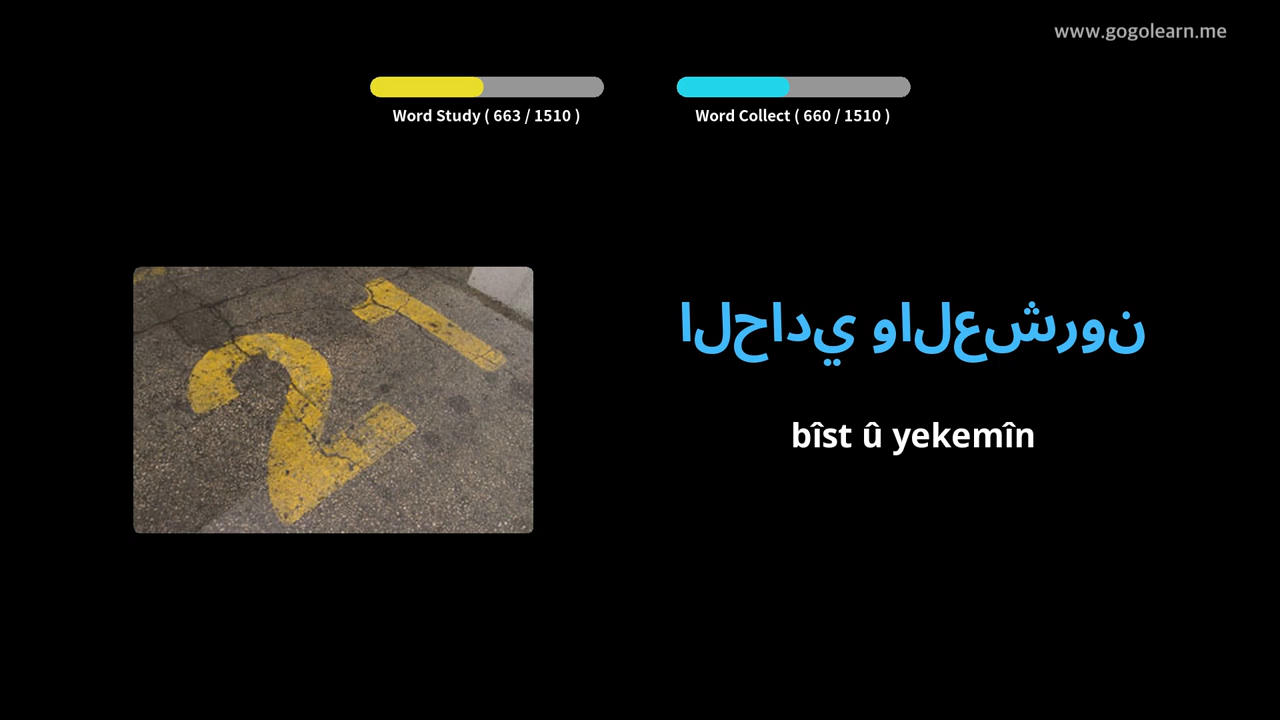 www.gogolearn.me
Word Study ( 663 / 1510 )
Word Collect ( 660 / 1510 )
21
الحادي والعشرون
bîst û yekemîn